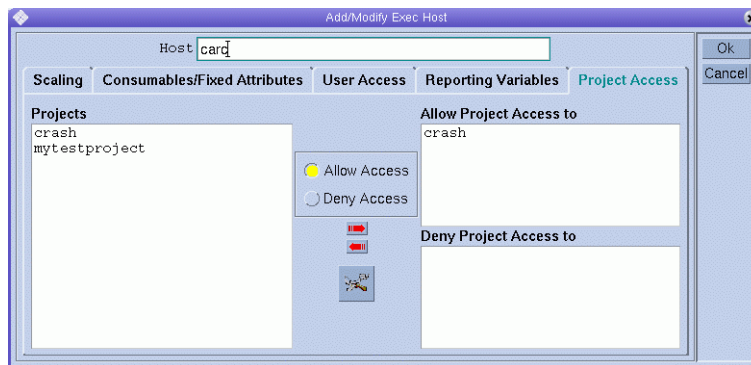 Add/Modify Exec Host
Host carc
Ok
Cancel
Scaling Consumables/Fixed Attributes User Access Reporting Variables Project Access
Projects
crash
mytestproject
Allow Access
Deny Access
Allow Project Access to
crash
Deny Project Access to